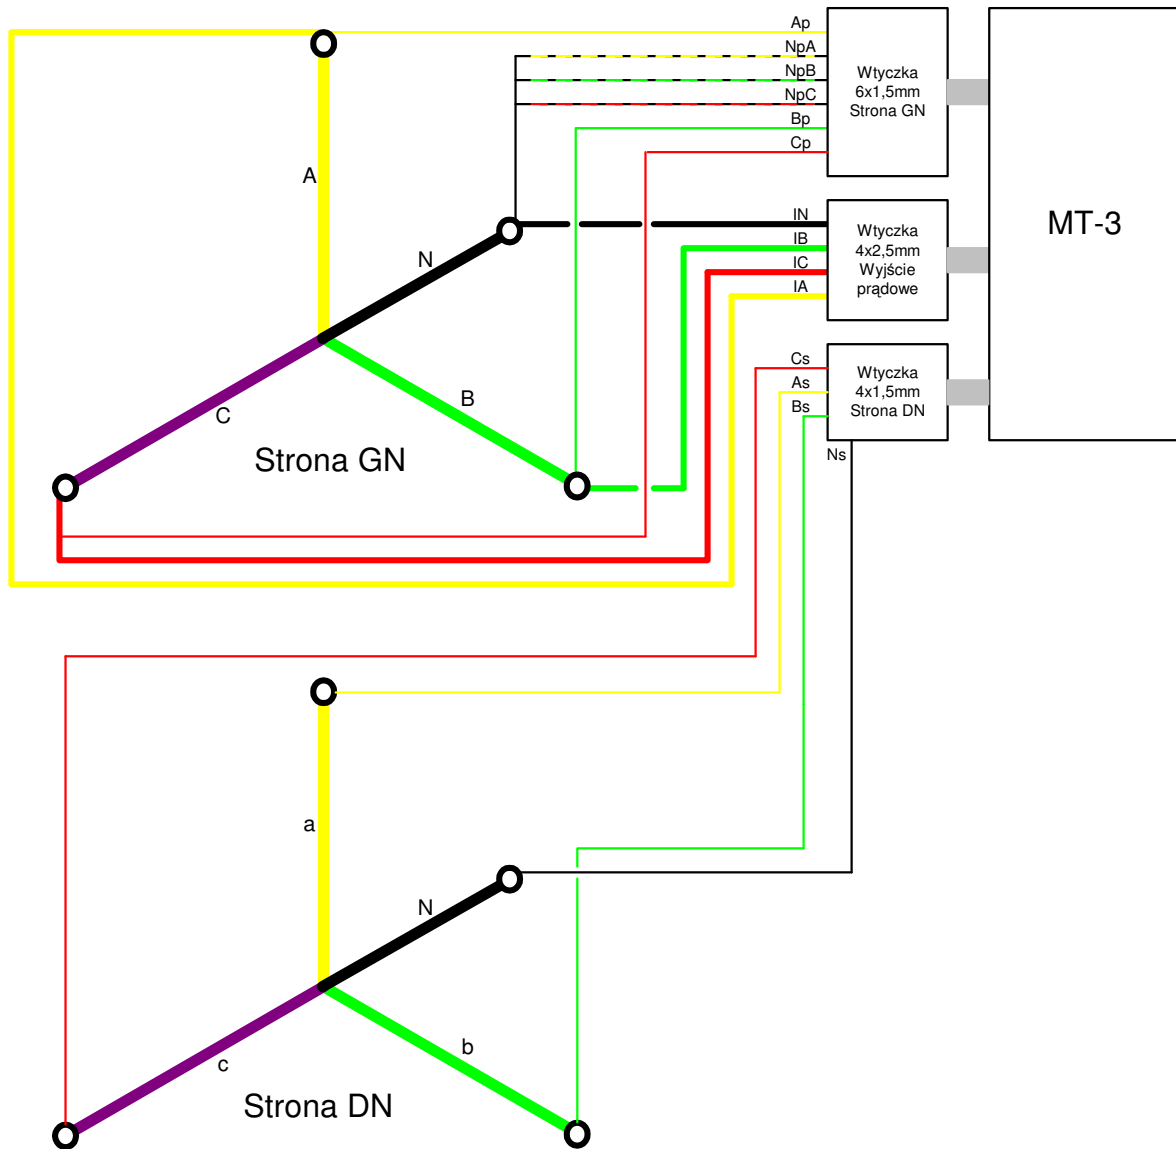 Ap
NpA
NpB
NpC
Bp
Cp
Wtyczka
6x1,5mm
Strona GN
MT-3
A
N
C
B
Strona GN
IN
IB
IC
IA
Wtyczka
4x2,5mm
Wyjście
prądowe
Cs
As
Bs
Wtyczka
4x1,5mm
Strona DN
Ns
a
N
c
b
Strona DN